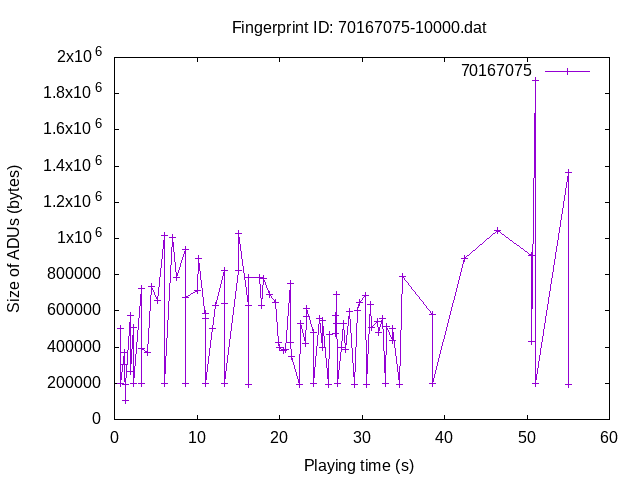 Fingerprint ID: 70167075-10000.dat
70167075
2x10^6
1.8x10^6
1.6x10^6
1.4x10^6
1.2x10^6
1x10^6
800000
600000
400000
200000
0
Size of ADUs (bytes)
0 10 20 30 40 50 60
Playing time (s)